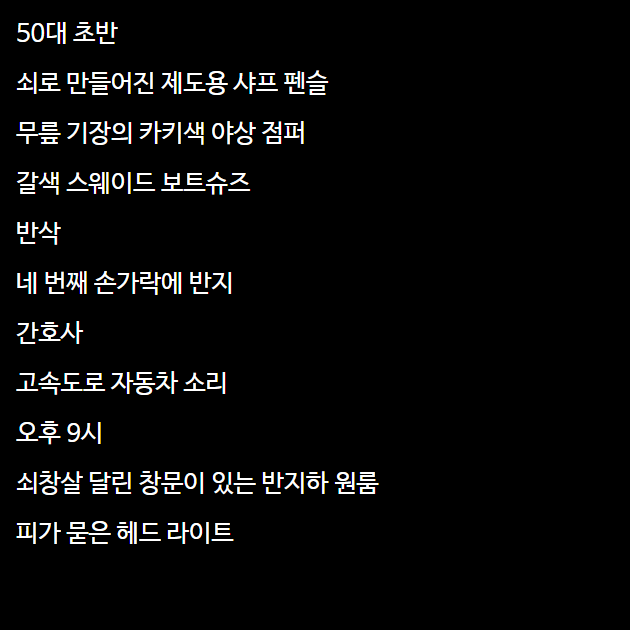 50대 초반
쇠로 만들어진 제도용 샤프 펜슬
무릎 기장의 카키색 야상 점퍼
갈색 스웨이드 보트슈즈
반삭
네 번째 손가락에 반지
간호사
고속도로 자동차 소리
오후 9시
쇠창살 달린 창문이 있는 반지하 원룸
피가 묻은 헤드 라이트